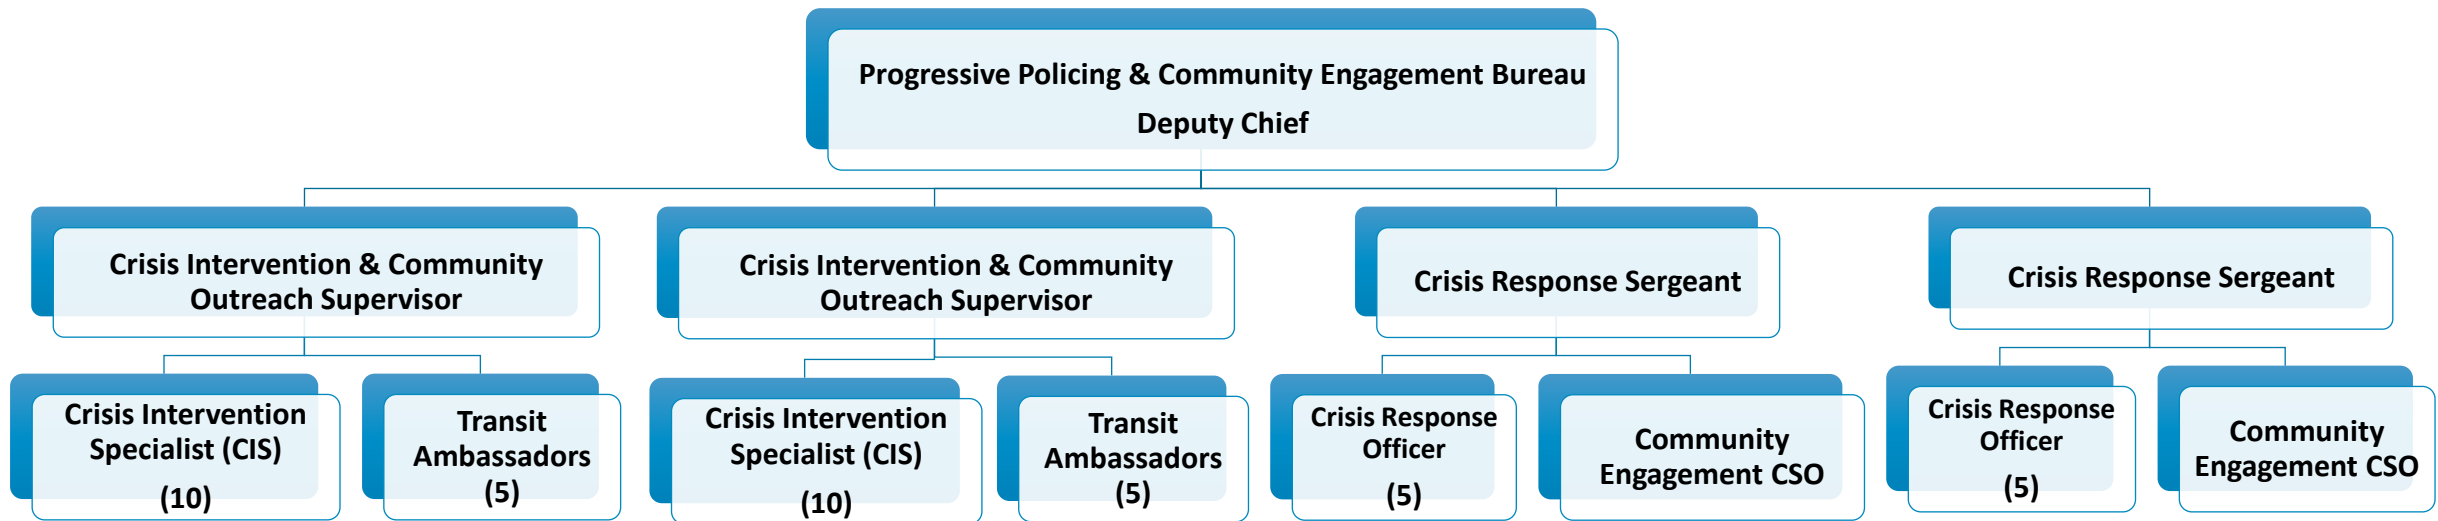 Progressive Policing & Community Engagement Bureau
Deputy Chief
Crisis Intervention & Community
Outreach Supervisor
Crisis Intervention & Community
Outreach Supervisor
Crisis Response Sergeant
Crisis Response Sergeant
Crisis Intervention
Specialist (CIS)
(10)
Transit
Ambassadors
(5)
Crisis Intervention
Specialist (CIS)
(10)
Transit
Ambassadors
(5)
Crisis Response
Officer
(5)
Community
Engagement CSO
Crisis Response
Officer
(5)
Community
Engagement CSO